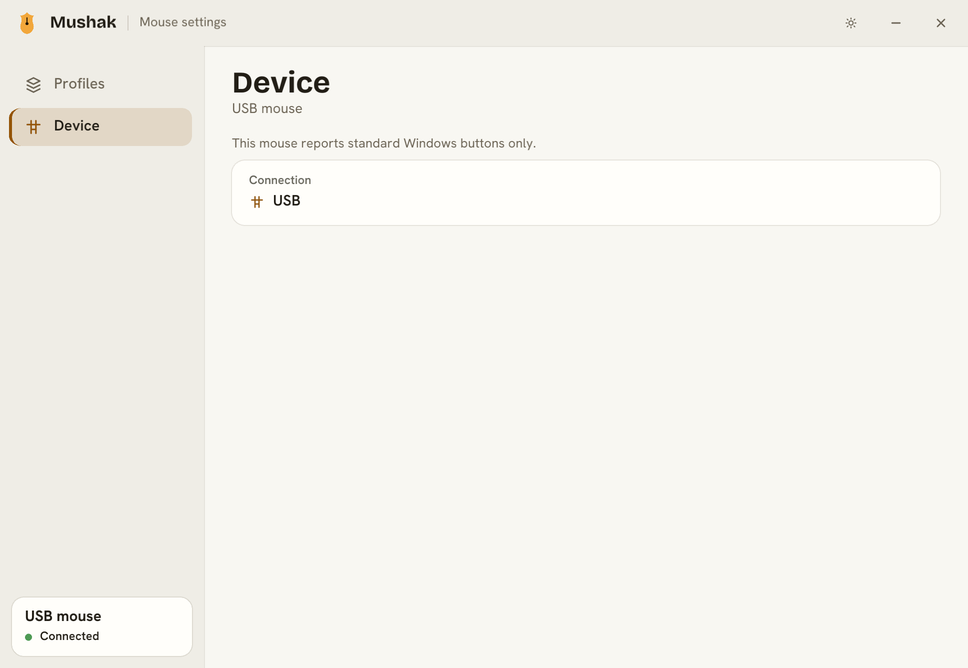 Mushak
Mouse settings
Profiles
Device
Device
USB mouse
This mouse reports standard Windows buttons only.
Connection
USB
USB mouse
Connected